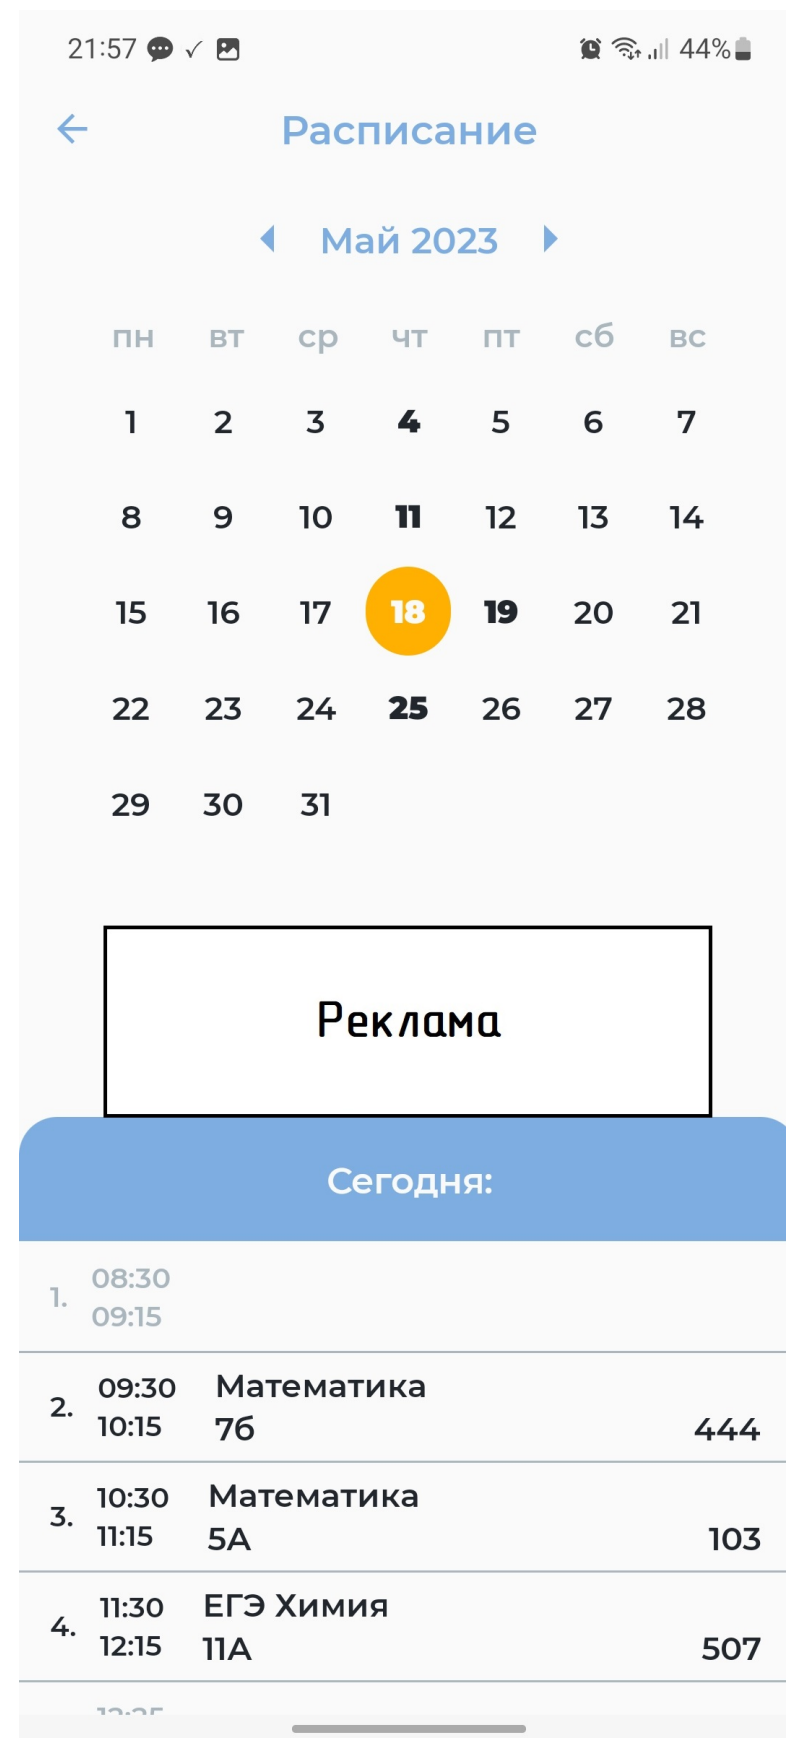 21:57 44%
Расписание
Май 2023
пн вт ср чт пт сб вс
1 2 3 4 5 6 7
8 9 10 11 12 13 14
15 16 17 18 19 20 21
22 23 24 25 26 27 28
29 30 31
Реклама
Сегодня:
1. 08:30
09:15
2. 09:30 Математика
10:15 7б 444
3. 10:30 Математика
11:15 5А 103
4. 11:30 ЕГЭ Химия
12:15 11А 507